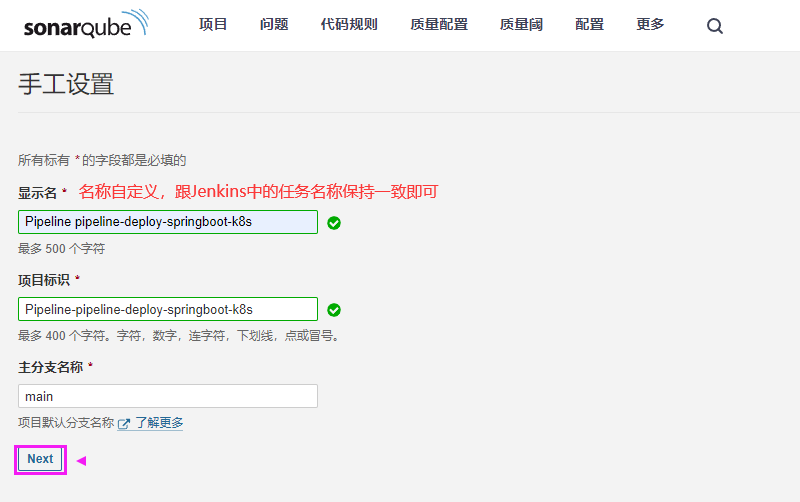 sonarqube 项目 问题 代码规则 质量配置 质量阈 配置 更多
手工设置
所有标有 * 的字段都是必填的
显示名 * 名称自定义，跟Jenkins中的任务名称保持一致即可
Pipeline pipeline-deploy-springboot-k8s
最多 500 个字符
项目标识 *
Pipeline-pipeline-deploy-springboot-k8s
最多 400 个字符。字符，数字，连字符，下划线，点或冒号。
主分支名称 *
main
项目默认分支名称 了解更多
Next